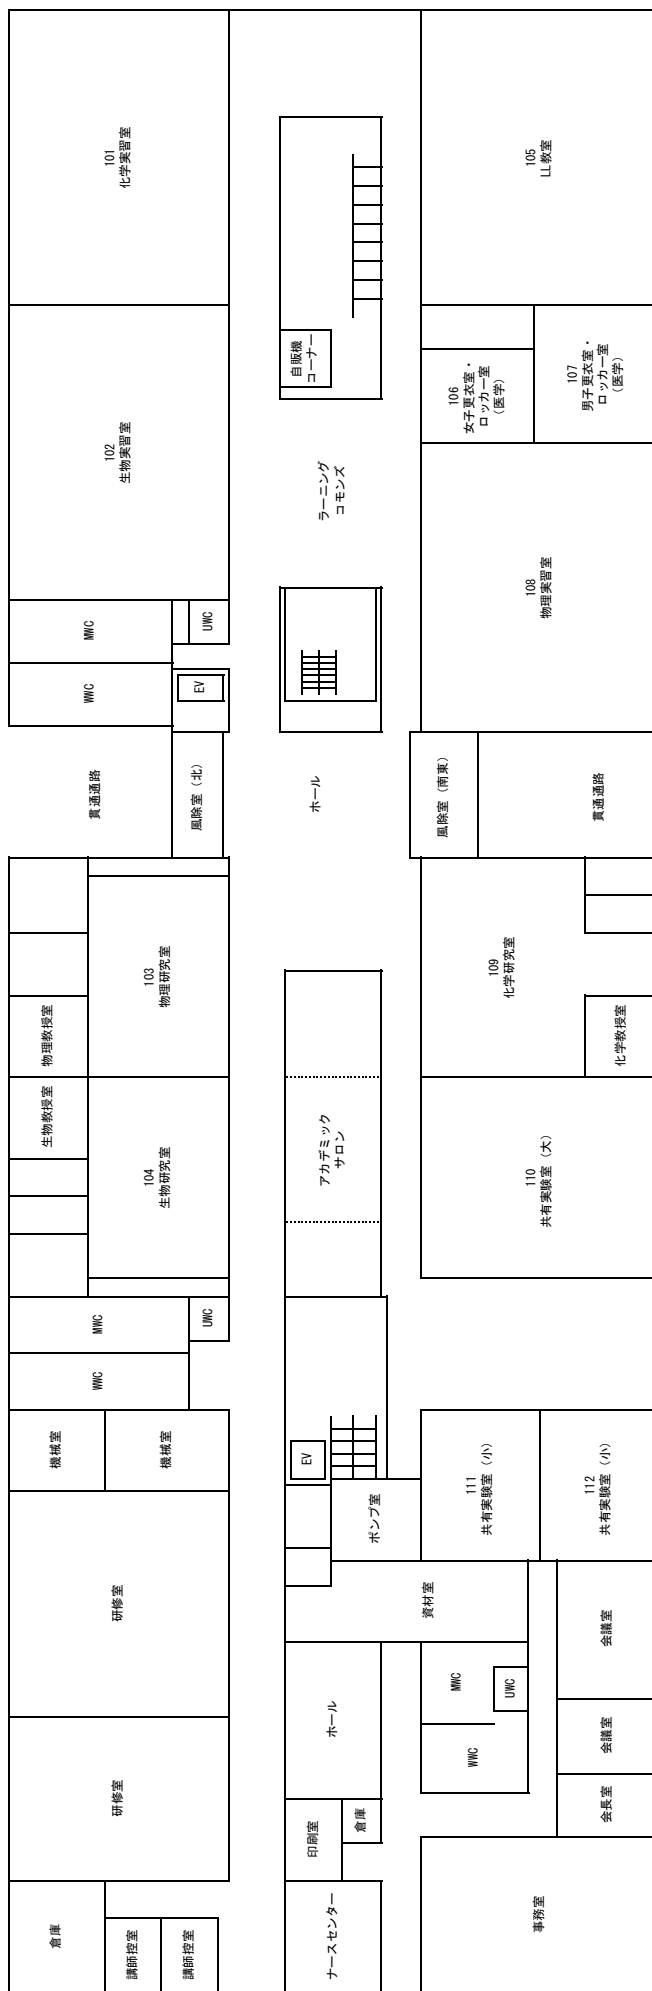 101
化学実習室
105
LL教室
自販機
コーナー
106
女子更衣室・
ロッカー室
（医学）
107
男子更衣室・
ロッカー室
（医学）
102
生物実習室
ラーニング
コモンズ
108
物理実習室
MWC
UWC
WWC
EV
貫通通路
風除室（北）
ホール
風除室（南東）
貫通通路
103
物理研究室
109
化学研究室
物理教授室
化学教授室
生物教授室
104
生物研究室
アカデミック
サロン
110
共有実験室（大）
MWC
UWC
WWC
機械室
機械室
EV
ポンプ室
111
共有実験室（小）
112
共有実験室（小）
研修室
資材室
会議室
MWC
UWC
ホール
WWC
会議室
研修室
印刷室
倉庫
会長室
倉庫
講師控室
講師控室
ナースセンター
事務室